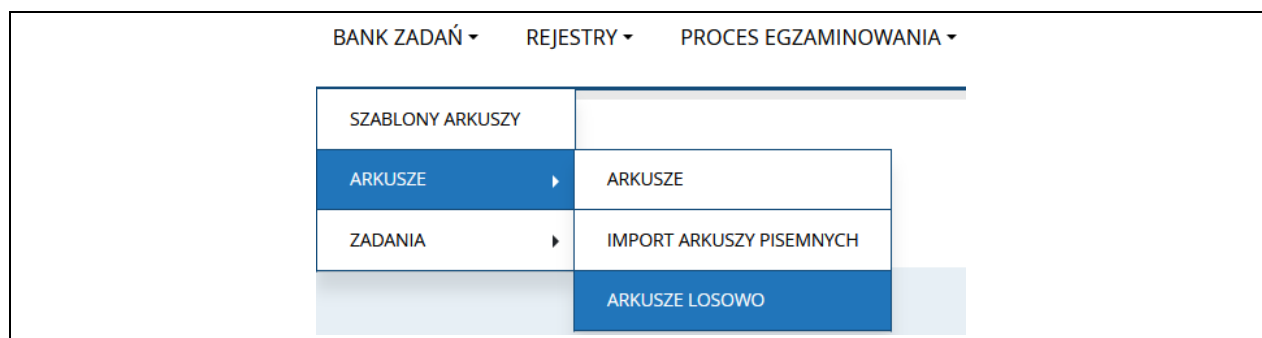 BANK ZADAŃ REJESTRY PROCES EGZAMINOWANIA
SZABLONY ARKUSZY
ARKUSZE
ARKUSZE
ZADANIA
IMPORT ARKUSZY PISEMNYCH
ARKUSZE LOSOWO